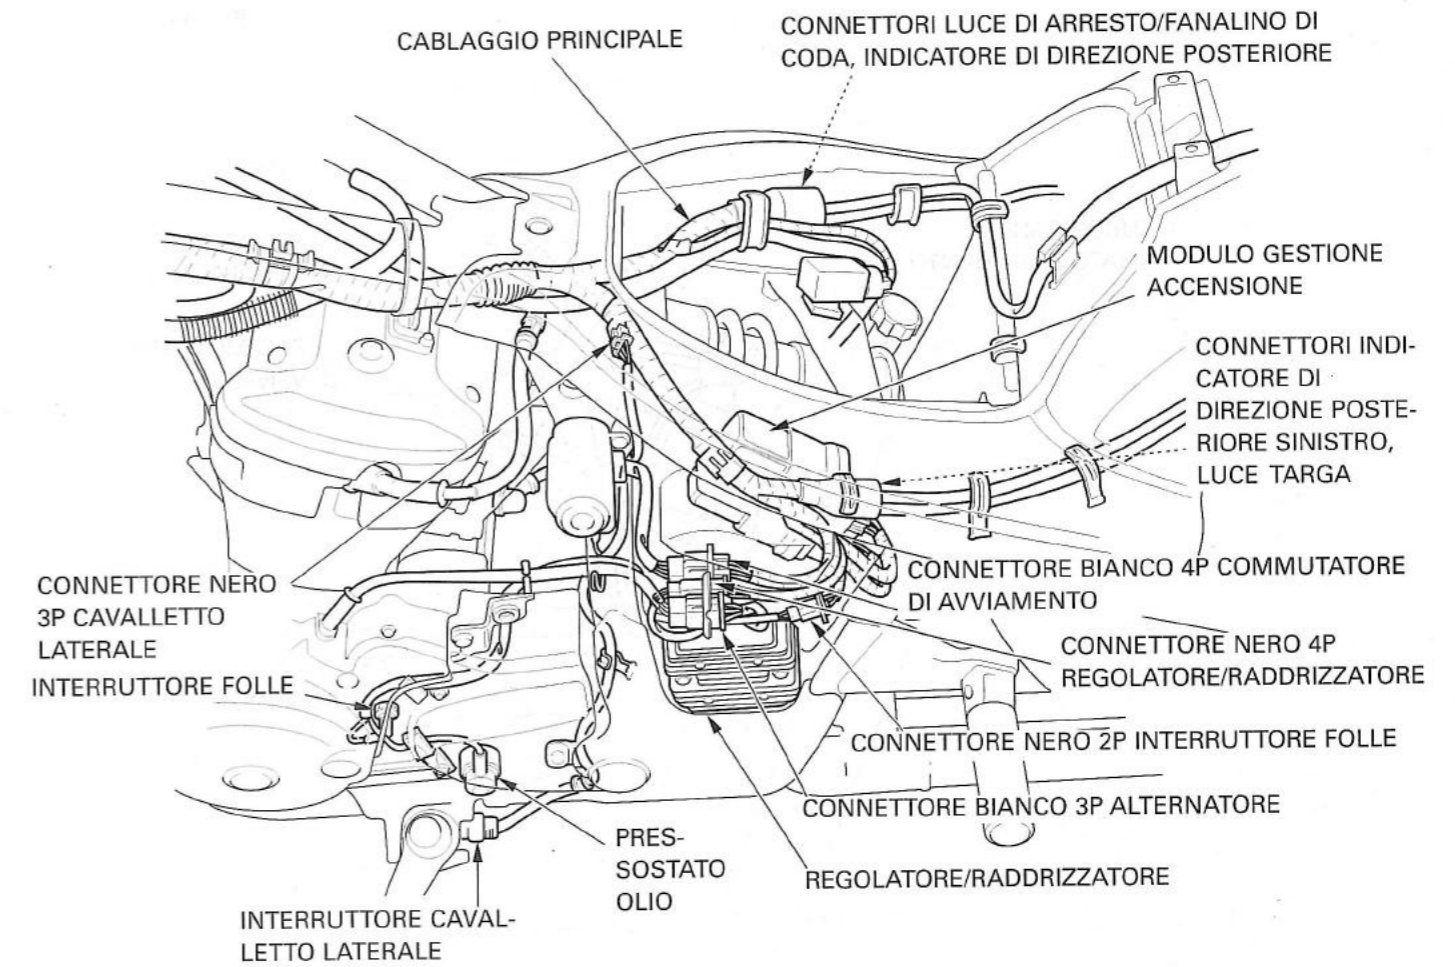 CABLAGGIO PRINCIPALE
CONNETTORI LUCE DI ARRESTO/FANALINO DI
CODA, INDICATORE DI DIREZIONE POSTERIORE
MODULO GESTIONE
ACCENSIONE
CONNETTORI INDI-
CATORE DI
DIREZIONE POSTE-
RIORE SINISTRO,
LUCE TARGA
CONNETTORE BIANCO 4P COMMUTATORE
DI AVVIAMENTO
CONNETTORE NERO
3P CAVALLETTO
LATERALE
CONNETTORE NERO 4P
REGOLATORE/RADDRIZZATORE
INTERRUTTORE FOLLE
CONNETTORE NERO 2P INTERRUTTORE FOLLE
CONNETTORE BIANCO 3P ALTERNATORE
PRES-
SOSTATO
OLIO
REGOLATORE/RADDRIZZATORE
INTERRUTTORE CAVAL-
LETTO LATERALE